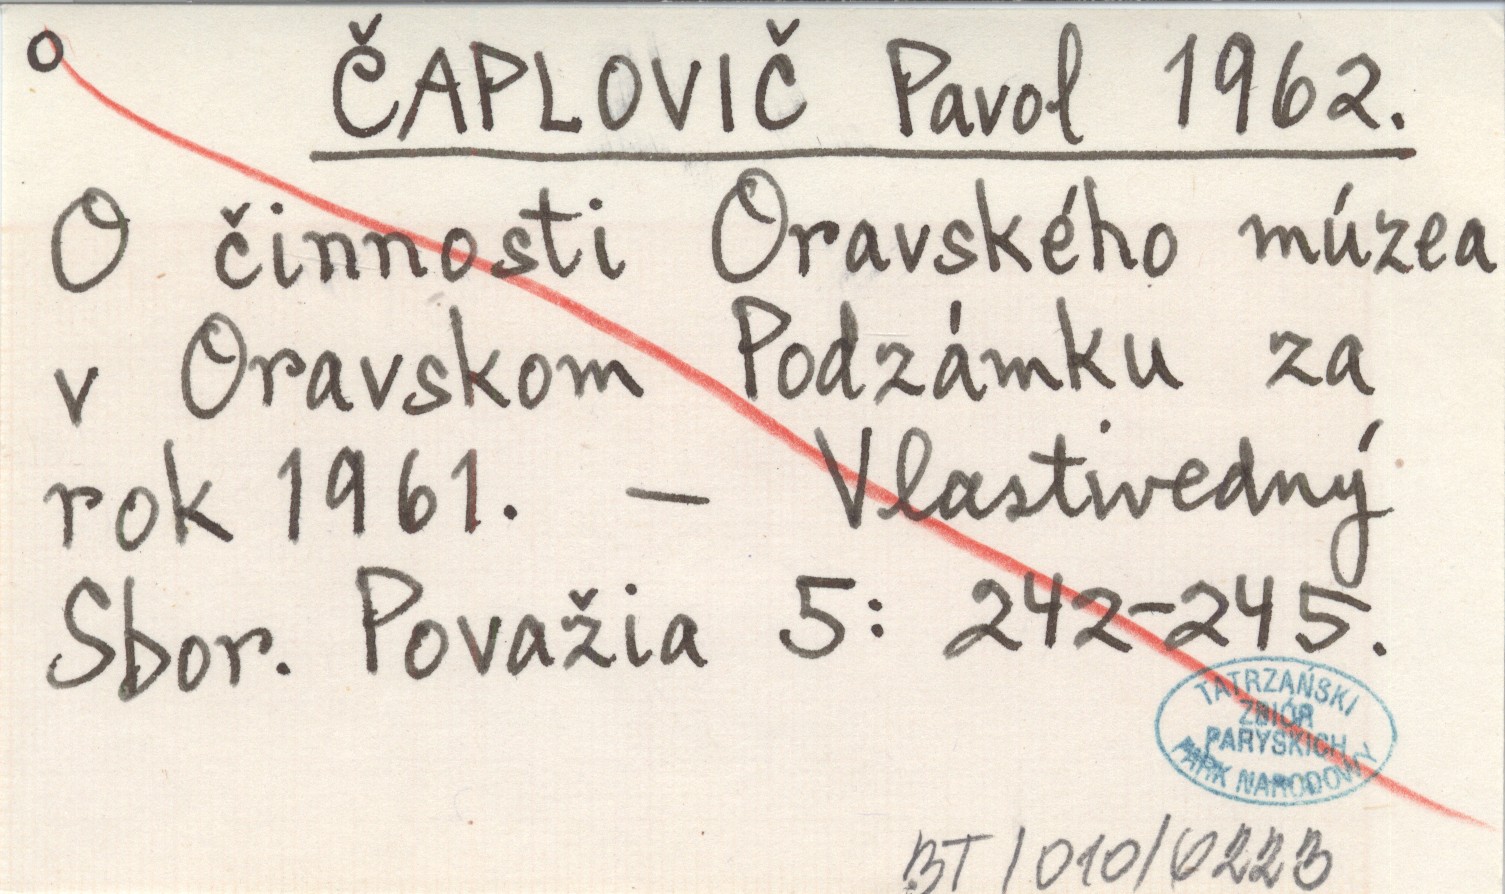 o ČAPLOVIČ Pavol 1962.
O činnosti Oravského múzea
v Oravskom Podzámku za
rok 1961. – Vlastivedný
Sbor. Považia 5: 242-245.
TATRZAŃSKI
ZBIÓR
PARYSKICH
PARK NARODOWY
BT/010/6223